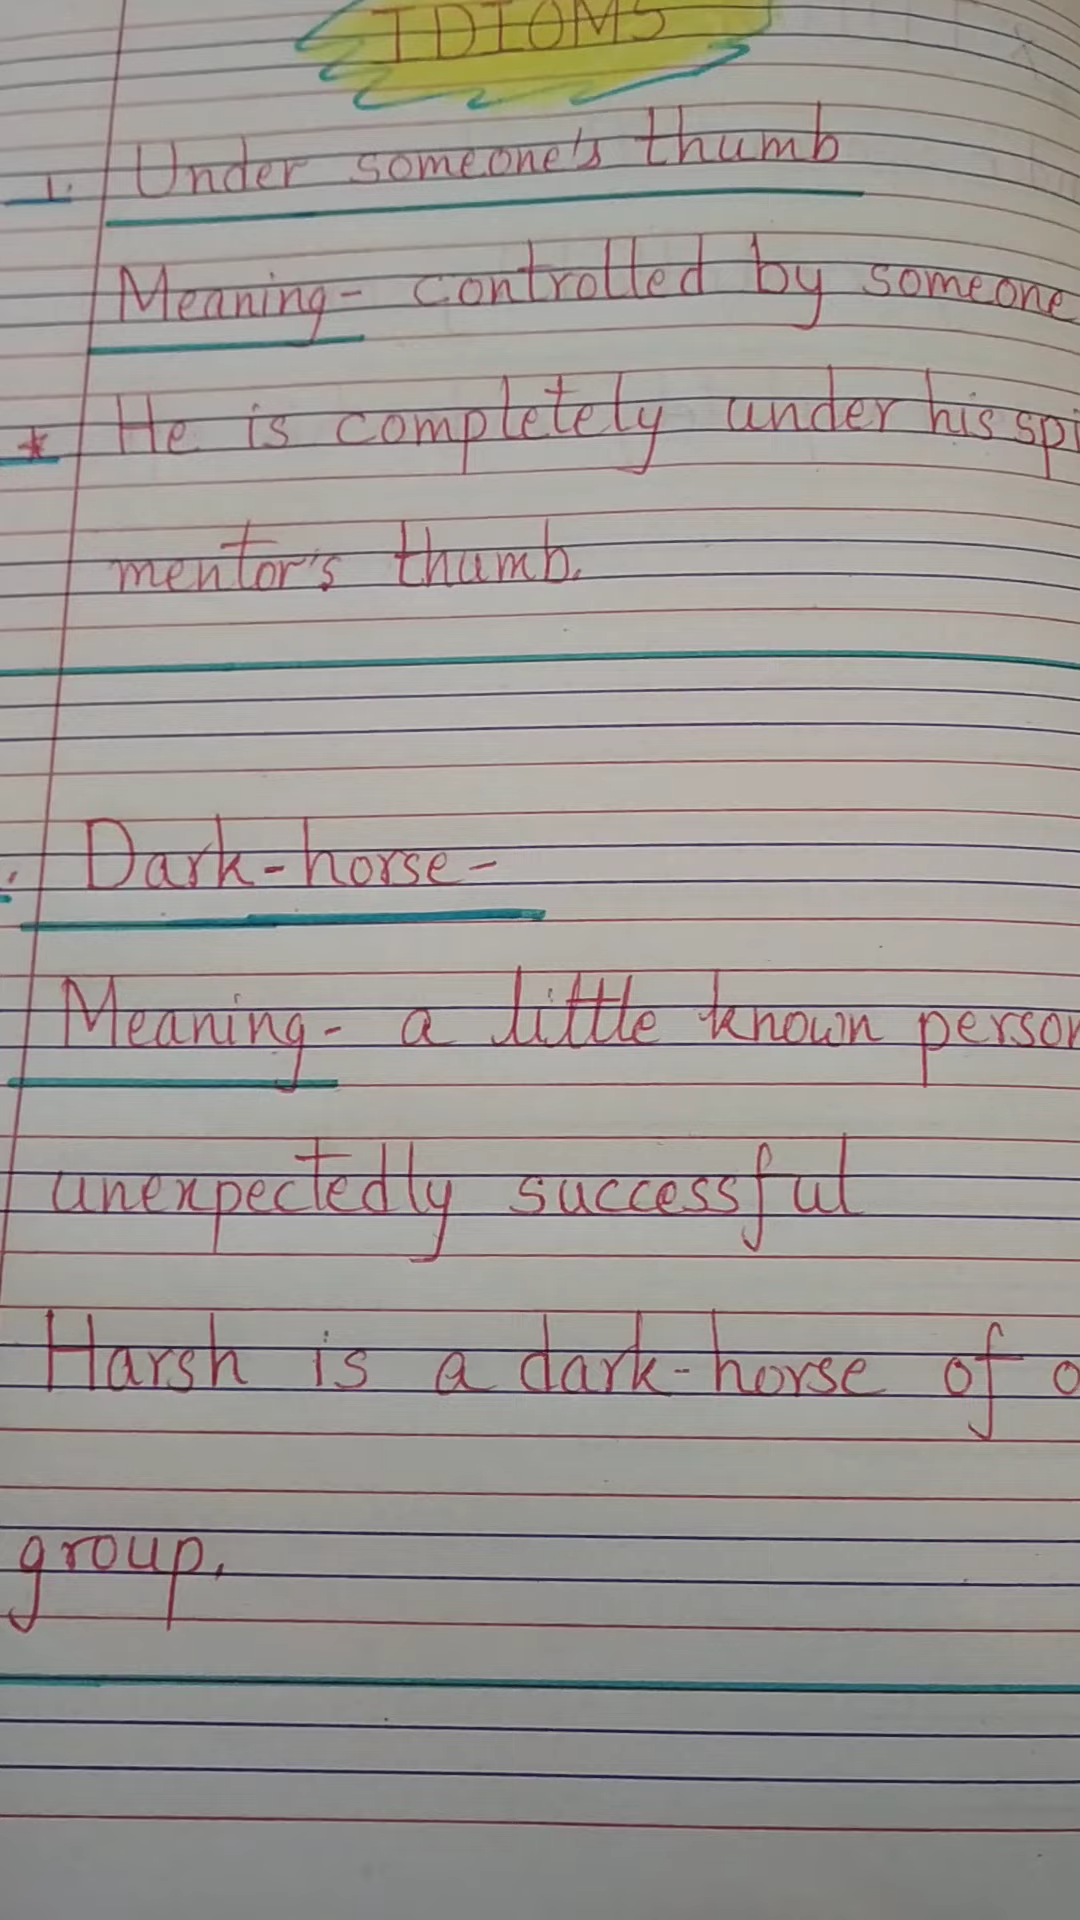 IDIOMS
1. Under someone's thumb
Meaning- controlled by someone
* He is completely under his
mentor's thumb.
Dark-horse-
Meaning- a little known person
unexpectedly successful
Harsh is a dark-horse of
group.